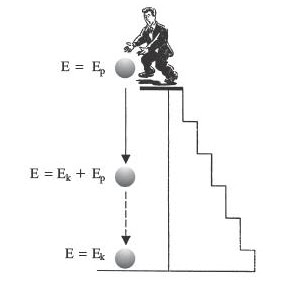 E = Eₚ
E = Eₖ + Eₚ
E = Eₖ